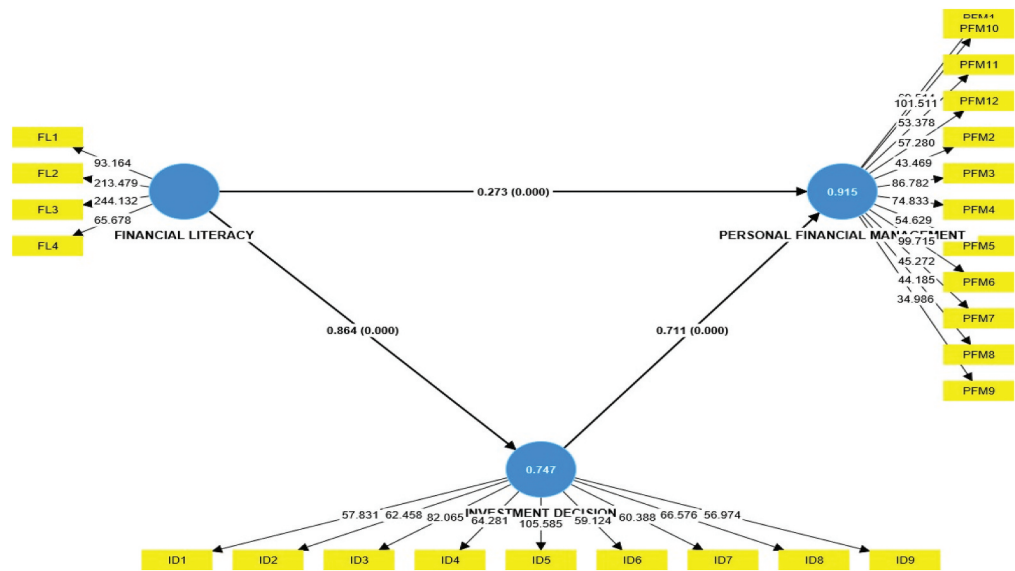 PFM10
PFM11
101.511
PFM12
53.378
FL1
57.280
PFM2
93.164
43.469
FL2
86.782
PFM3
213.479
0.273 (0.000)
0.915
FL3
244.132
74.833
PFM4
65.678
54.629
FINANCIAL LITERACY
PERSONAL FINANCIAL MANAGEMENT
FL4
99.715
PFM5
45.272
PFM6
44.185
34.986
PFM7
0.864 (0.000)
0.711 (0.000)
PFM8
PFM9
0.747
INVESTMENT DECISION
57.831
62.458
82.065
64.281
105.585
59.124
60.388
66.576
56.974
ID1
ID2
ID3
ID4
ID5
ID6
ID7
ID8
ID9